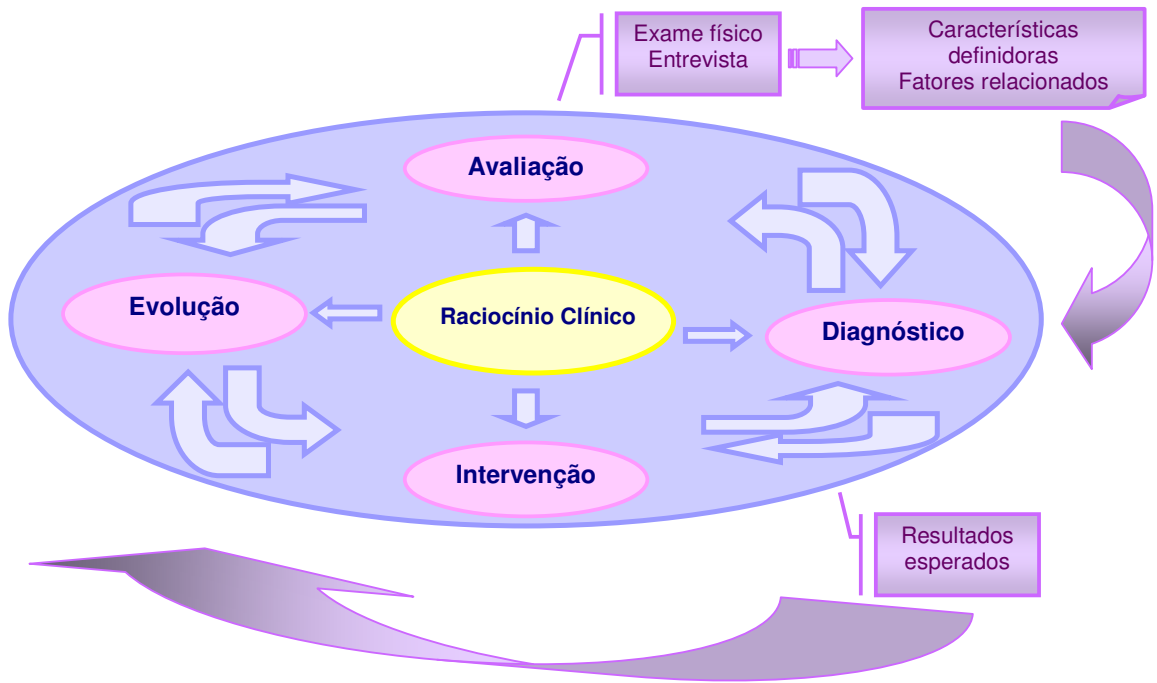 Exame físico
Entrevista
Características
definidoras
Fatores relacionados
Avaliação
Evolução
Raciocínio Clínico
Diagnóstico
Intervenção
Resultados
esperados